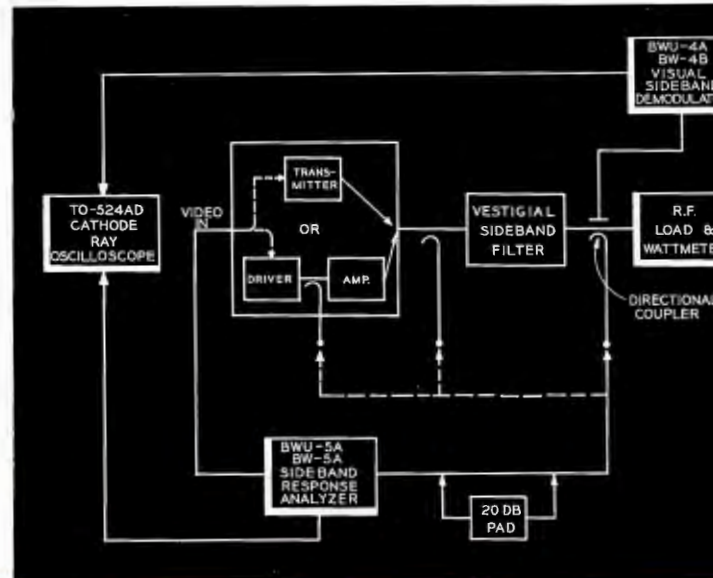 BWU-4A
BW-4B
VISUAL
SIDEBAND
TRANS-
MITTER
TO-524AD
CATHODE
RAY
OSCILLOSCOPE
VIDEO
IN
OR
VESTIGIAL
SIDEBAND
FILTER
R.F.
LOAD &
DRIVER
AMP.
DIRECTIONAL
COUPLER
BWU-5A
BW-5A
SIDEBAND
RESPONSE
ANALYZER
20 DB
PAD